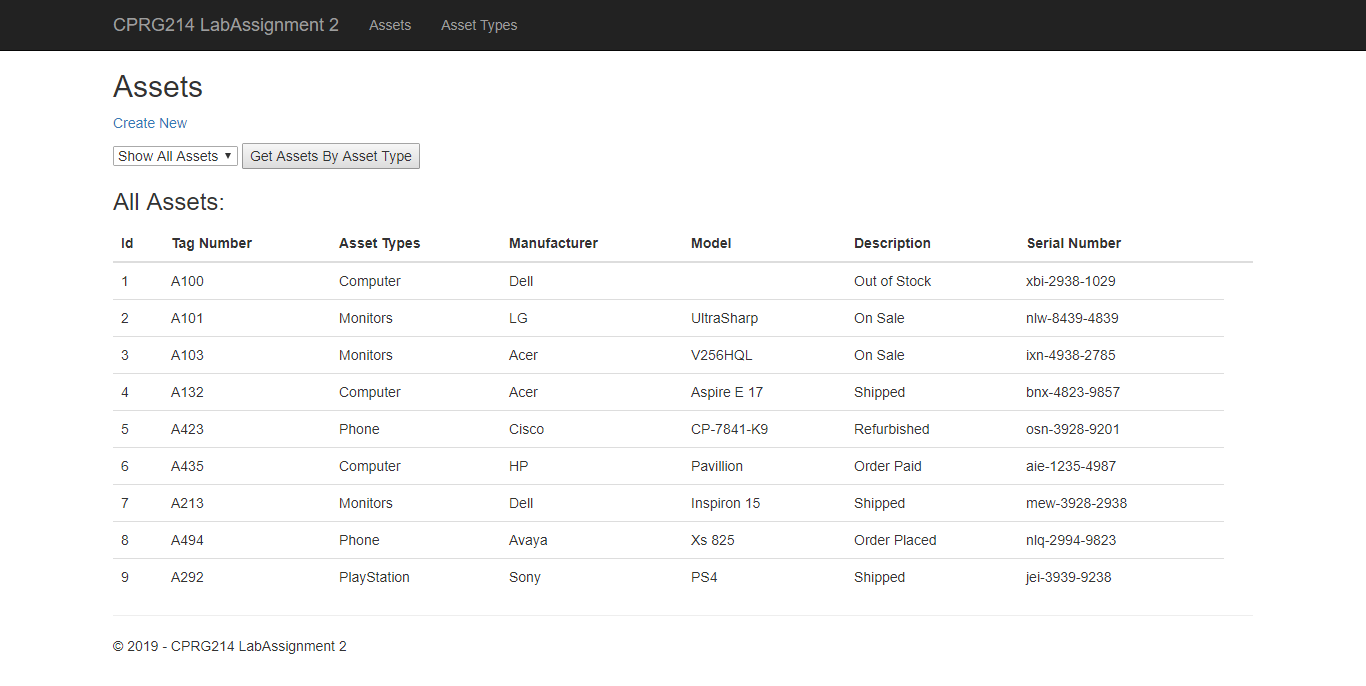 CPRG214 LabAssignment 2 Assets Asset Types
Assets
Create New
Show All Assets Get Assets By Asset Type
All Assets:
Id Tag Number Asset Types Manufacturer Model Description Serial Number
1 A100 Computer Dell Out of Stock xbi-2938-1029
2 A101 Monitors LG UltraSharp On Sale nlw-8439-4839
3 A103 Monitors Acer V256HQL On Sale ixn-4938-2785
4 A132 Computer Acer Aspire E 17 Shipped bnx-4823-9857
5 A423 Phone Cisco CP-7841-K9 Refurbished osn-3928-9201
6 A435 Computer HP Pavillion Order Paid aie-1235-4987
7 A213 Monitors Dell Inspiron 15 Shipped mew-3928-2938
8 A494 Phone Avaya Xs 825 Order Placed nlq-2994-9823
9 A292 PlayStation Sony PS4 Shipped jei-3939-9238
© 2019 - CPRG214 LabAssignment 2